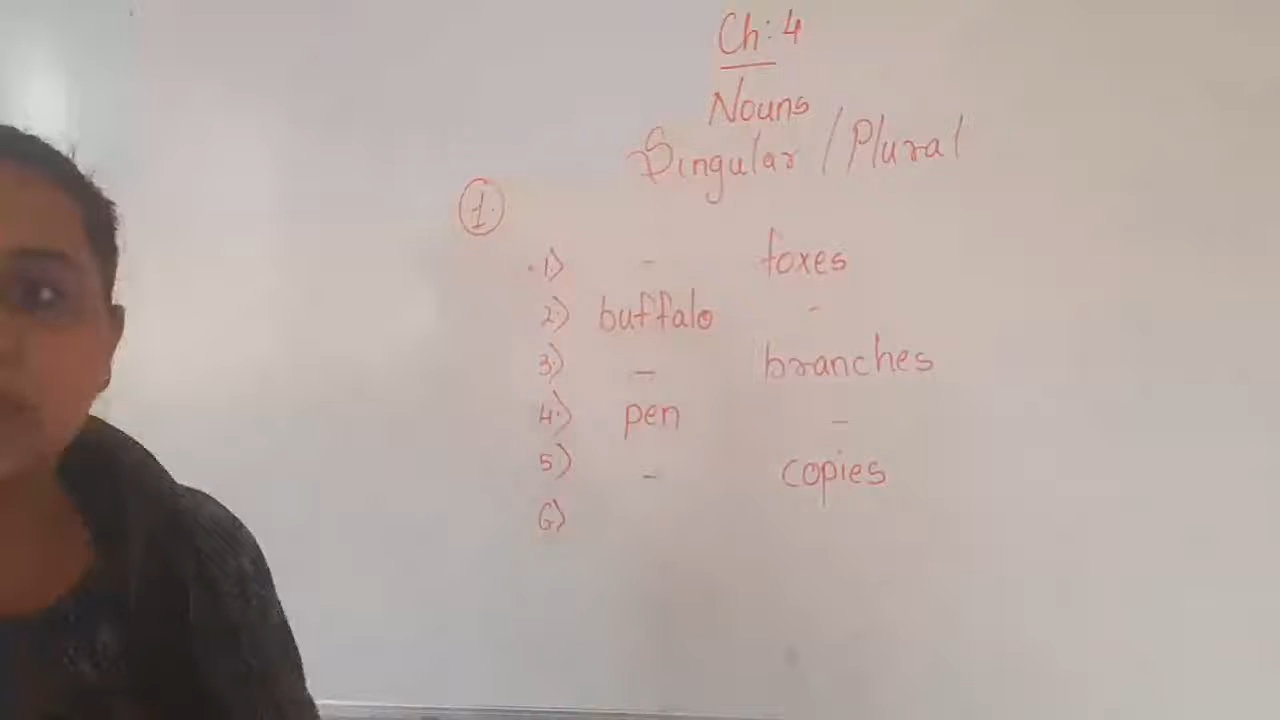 Ch: 4
Nouns
Singular / Plural
1.
1) - foxes
2) buffalo -
3) - branches
4) pen -
5) - copies
6)